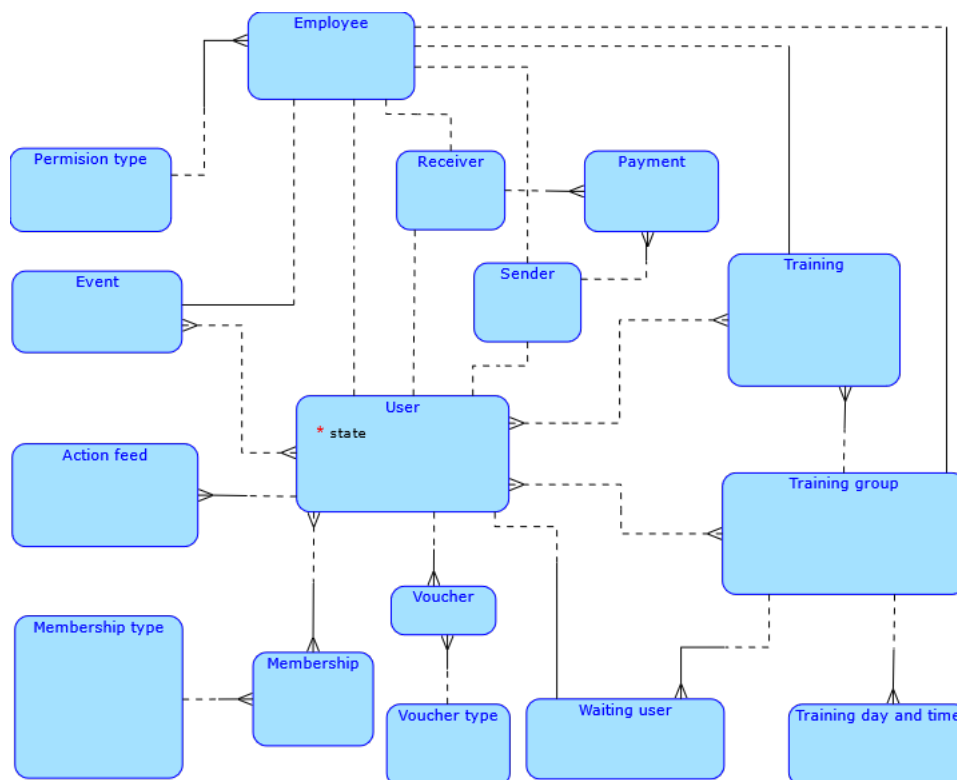 Employee
Permision type
Receiver
Payment
Event
Sender
Training
User
* state
Action feed
Training group
Voucher
Membership type
Membership
Voucher type
Waiting user
Training day and time